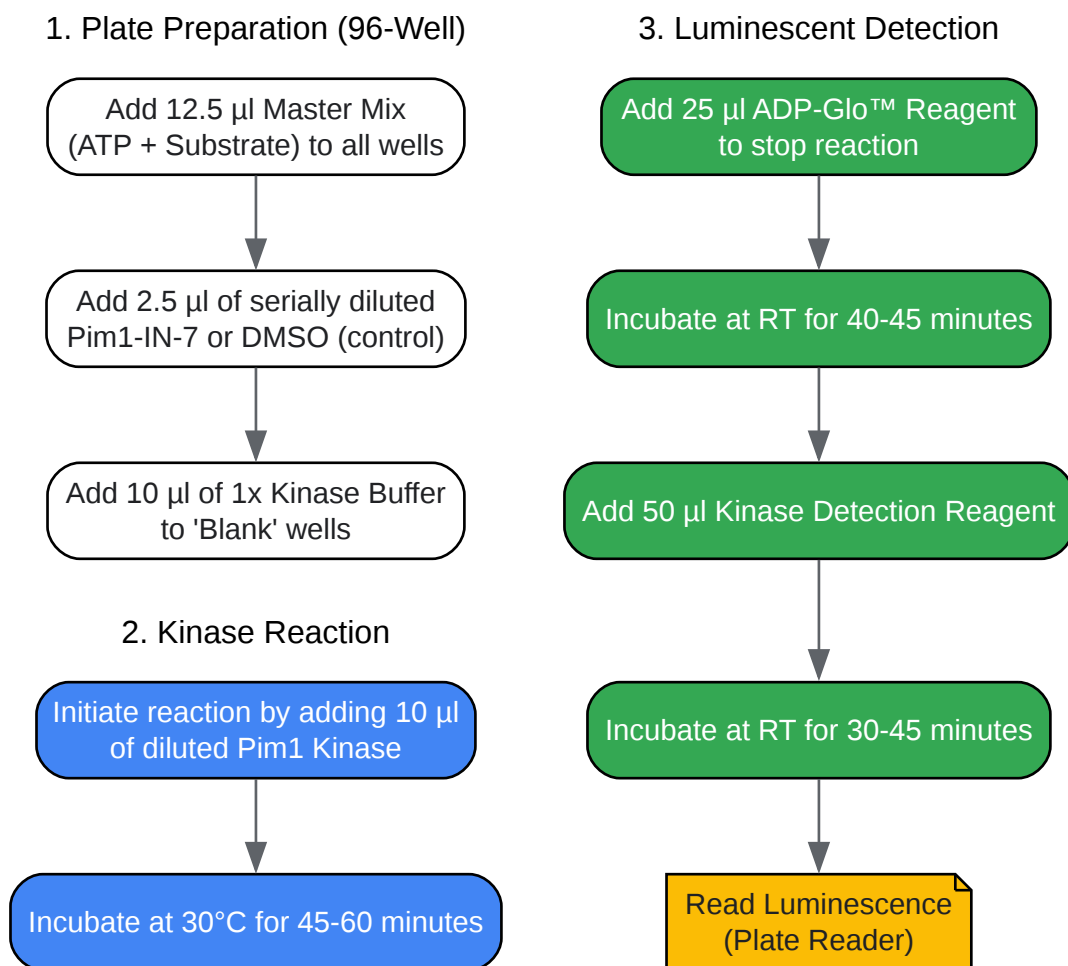 1. Plate Preparation (96-Well)
Add 12.5 µl Master Mix
(ATP + Substrate) to all wells
Add 2.5 µl of serially diluted
Pim1-IN-7 or DMSO (control)
Add 10 µl of 1x Kinase Buffer
to 'Blank' wells
2. Kinase Reaction
Initiate reaction by adding 10 µl
of diluted Pim1 Kinase
Incubate at 30°C for 45-60 minutes
3. Luminescent Detection
Add 25 µl ADP-Glo™ Reagent
to stop reaction
Incubate at RT for 40-45 minutes
Add 50 µl Kinase Detection Reagent
Incubate at RT for 30-45 minutes
Read Luminescence
(Plate Reader)